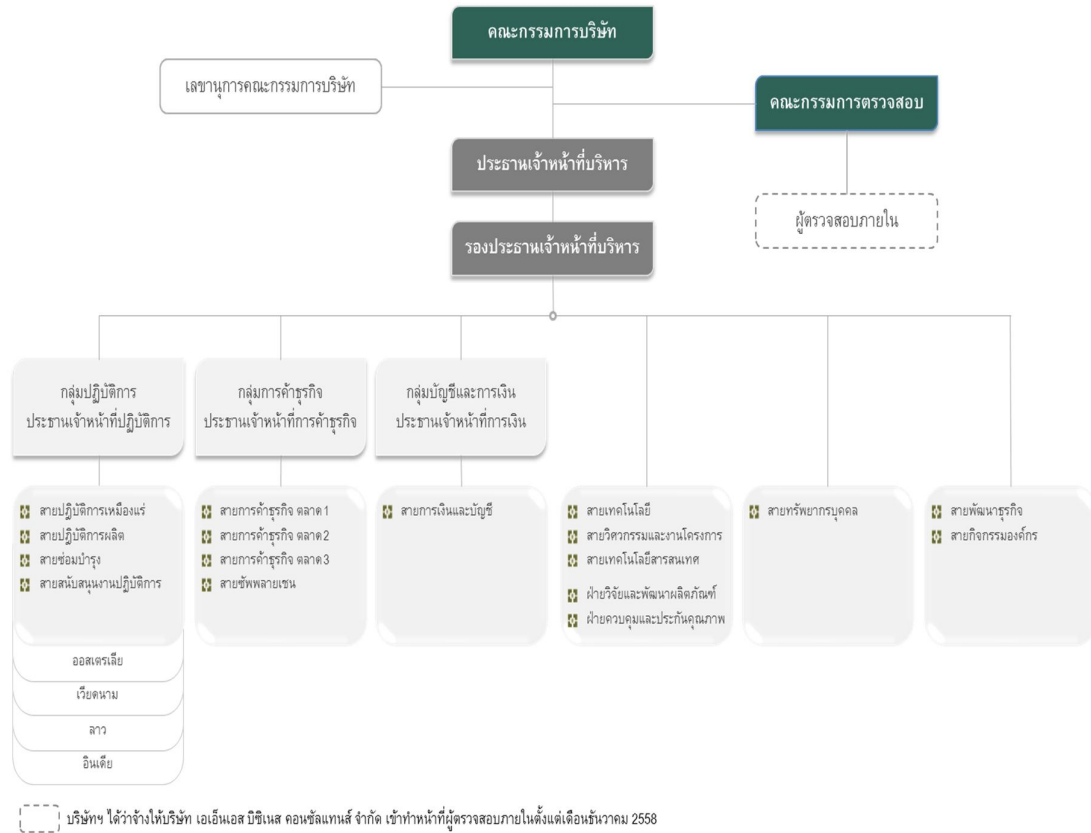 คณะกรรมการบริษัท
เลขานุการคณะกรรมการบริษัท
คณะกรรมการตรวจสอบ
ประธานเจ้าหน้าที่บริหาร
ผู้ตรวจสอบภายใน
รองประธานเจ้าหน้าที่บริหาร
กลุ่มปฏิบัติการ
ประธานเจ้าหน้าที่ปฏิบัติการ
กลุ่มการค้าธุรกิจ
ประธานเจ้าหน้าที่การค้าธุรกิจ
กลุ่มบัญชีและการเงิน
ประธานเจ้าหน้าที่การเงิน
สายปฏิบัติการเหมืองแร่
สายปฏิบัติการผลิต
สายซ่อมบำรุง
สายสนับสนุนงานปฏิบัติการ
ออสเตรเลีย
เวียดนาม
ลาว
อินเดีย
สายการค้าธุรกิจ ตลาด 1
สายการค้าธุรกิจ ตลาด 2
สายการค้าธุรกิจ ตลาด 3
สายซัพพลายเชน
สายการเงินและบัญชี
สายเทคโนโลยี
สายวิศวกรรมและงานโครงการ
สายเทคโนโลยีสารสนเทศ
ฝ่ายวิจัยและพัฒนาผลิตภัณฑ์
ฝ่ายควบคุมและประกันคุณภาพ
สายทรัพยากรบุคคล
สายพัฒนาธุรกิจ
สายกิจกรรมองค์กร
บริษัทฯ ได้ว่าจ้างให้บริษัท เอเอ็นเอส บิซิเนส คอนซัลแทนส์ จำกัด เข้าทำหน้าที่ผู้ตรวจสอบภายในตั้งแต่เดือนธันวาคม 2558